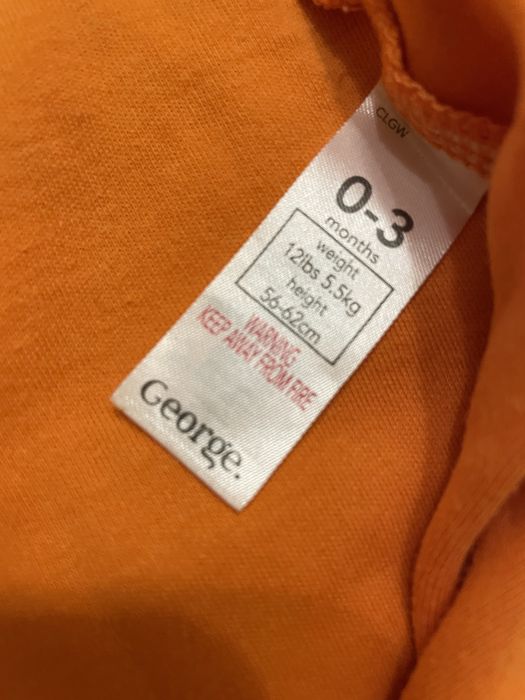 CLGW
0-3
months
weight
12lbs 5.5kg
height
56-62cm
WARNING
KEEP AWAY FROM FIRE
George.